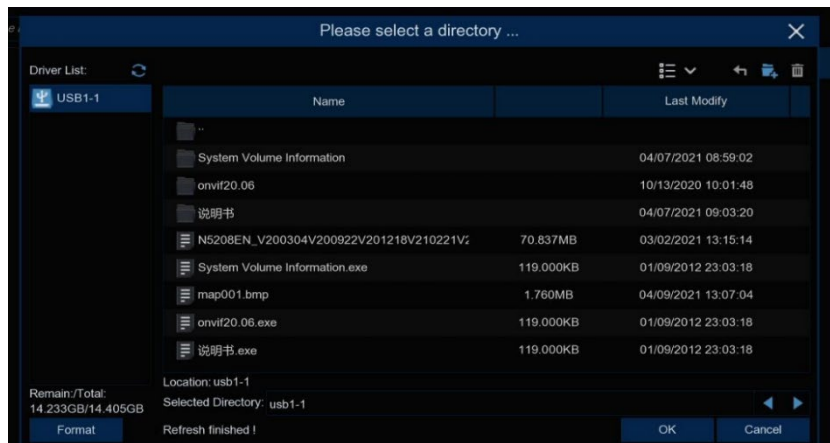 Please select a directory ...
Driver List:
USB1-1
Name
Last Modify
..
System Volume Information 04/07/2021 08:59:02
onvif20.06 10/13/2020 10:01:48
说明书 04/07/2021 09:03:20
N5208EN_V200304V200922V201218V210221V2 70.837MB 03/02/2021 13:15:14
System Volume Information.exe 119.000KB 01/09/2012 23:03:18
map001.bmp 1.760MB 04/09/2021 13:07:04
onvif20.06.exe 119.000KB 01/09/2012 23:03:18
说明书.exe 119.000KB 01/09/2012 23:03:18
Location: usb1-1
Remain:/Total:
14.233GB/14.405GB
Selected Directory: usb1-1
Format
Refresh finished !
OK
Cancel